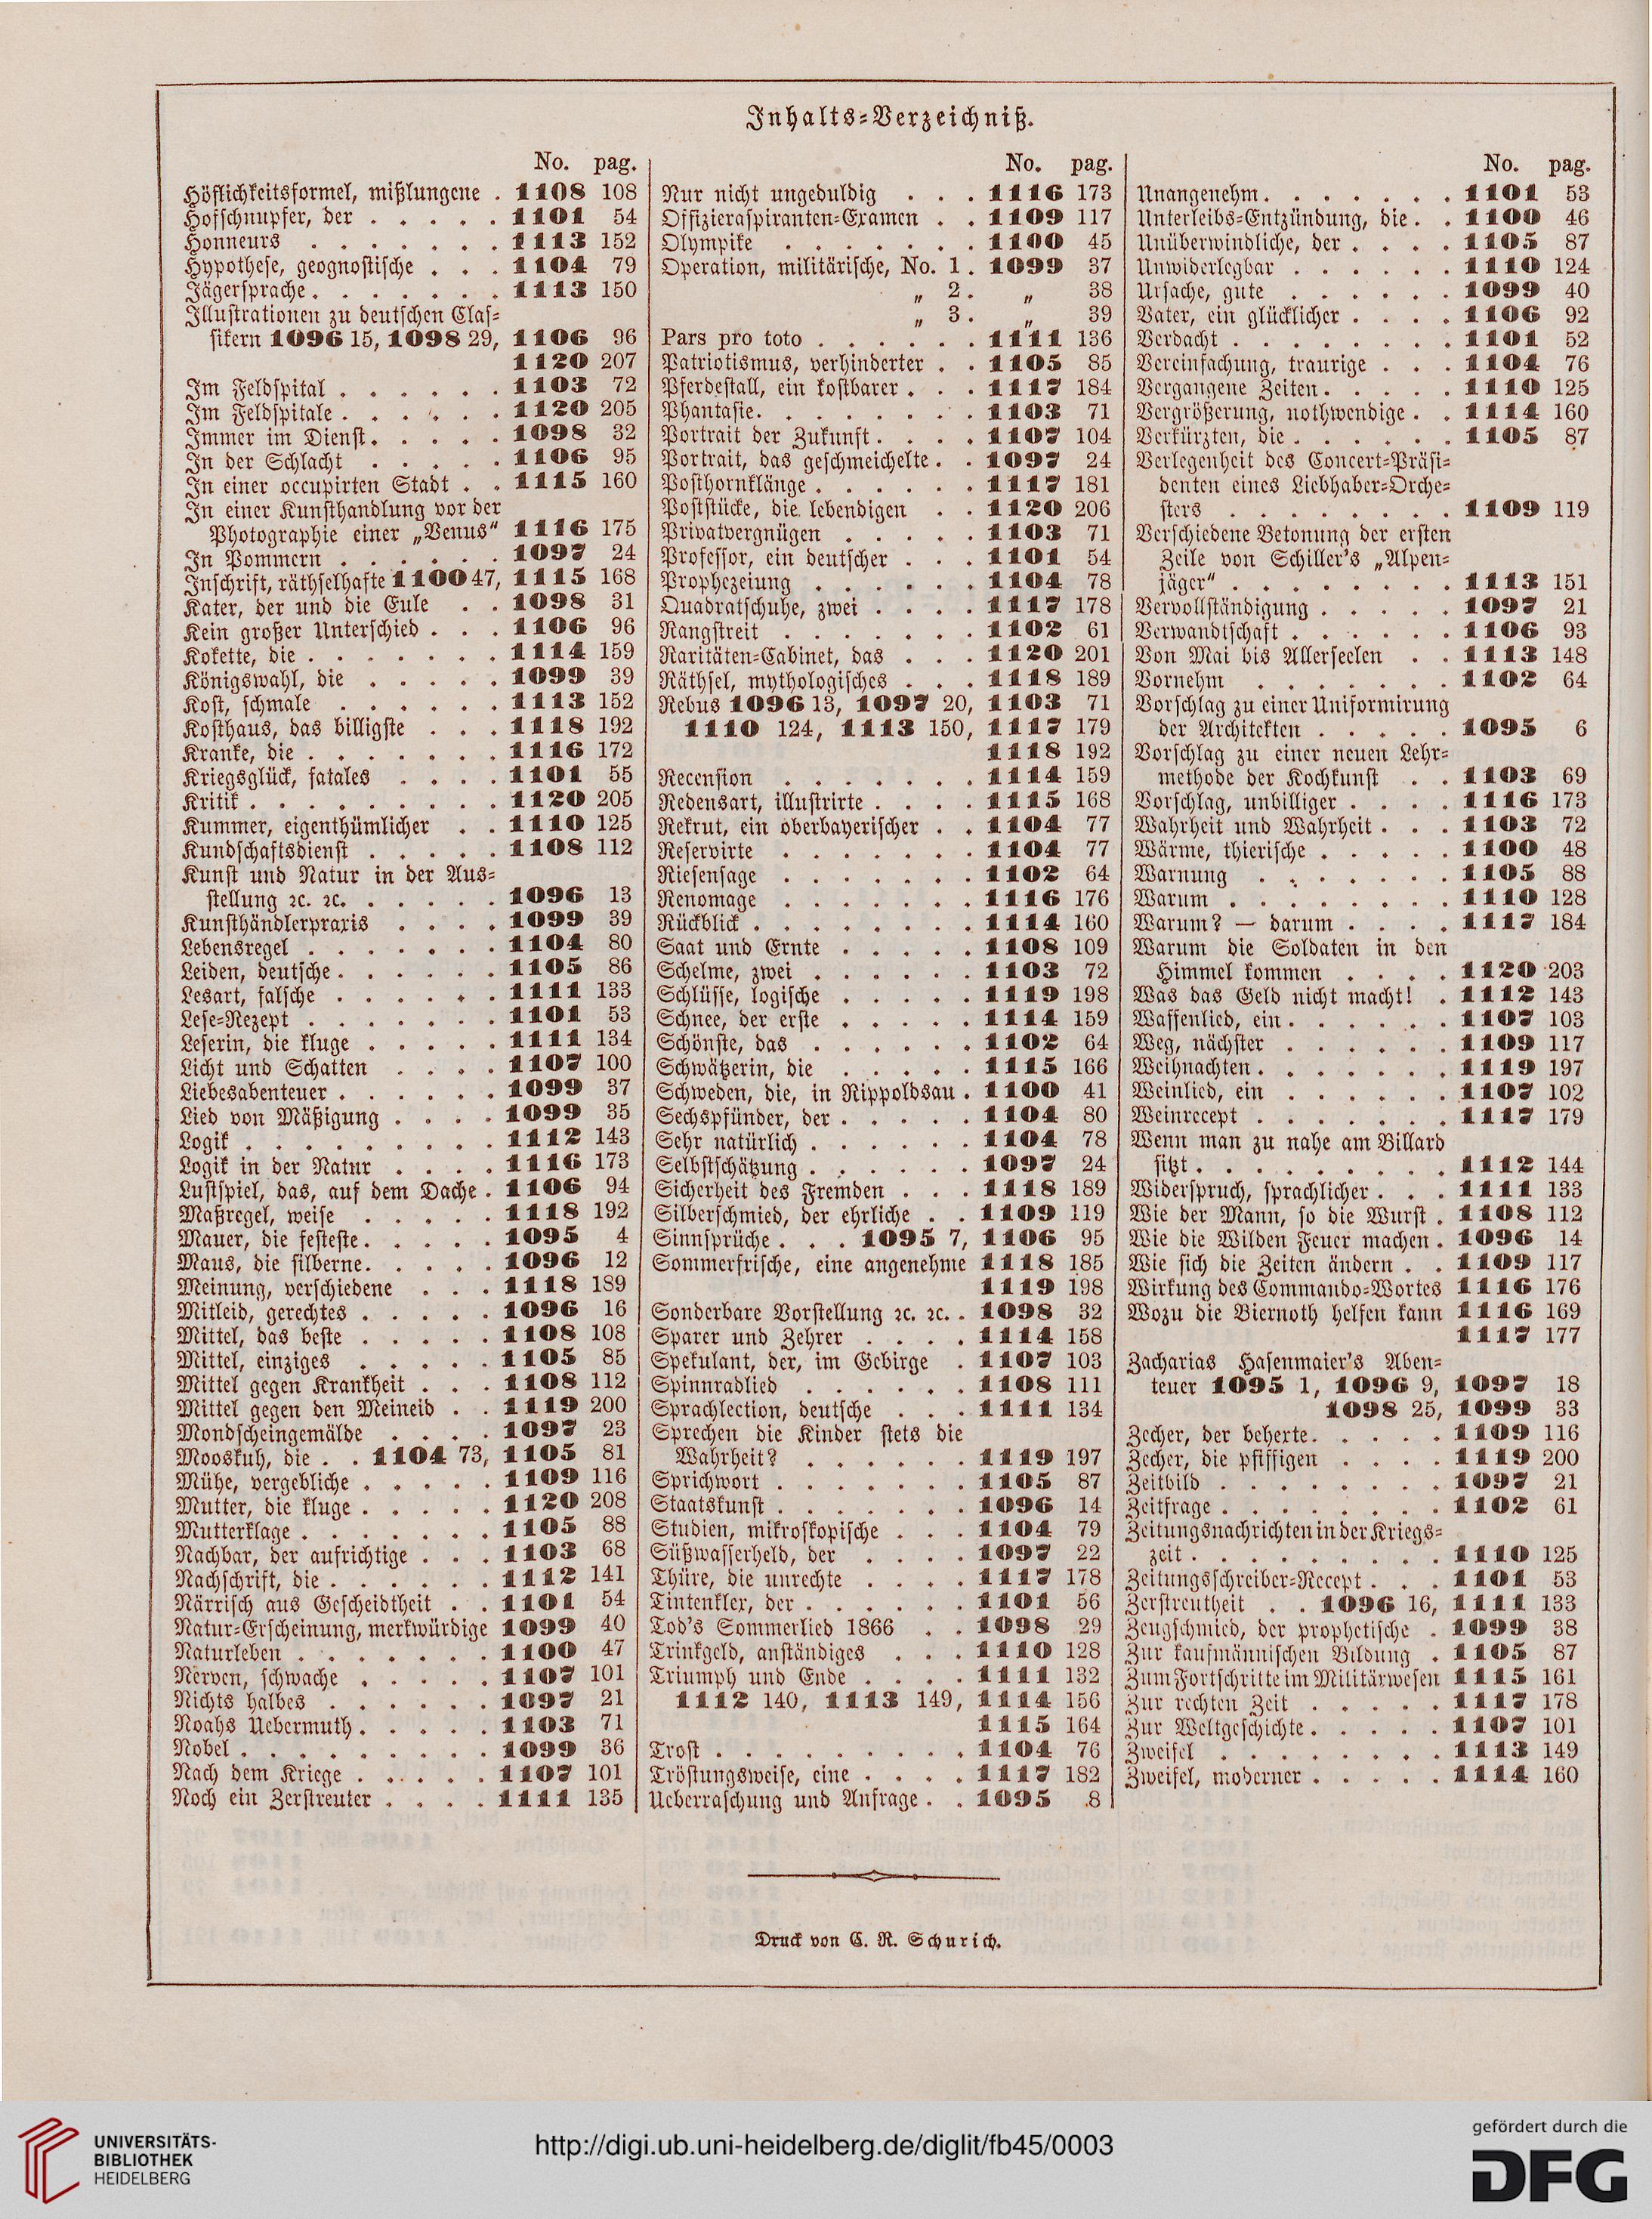 Inhalts-Verzeichniß.
No. pag.
Höflichkeitsformel, mißlungene . 1108 108
Hofschnupfer, der . . . . . 1101 54
Honneurs . . . . . . . 1113 152
Hypothese, geognostische . . . 1104 79
Jägersprache . . . . . . . 1113 150
Illustrationen zu deutschen Clas-
sikern 1096 15, 1098 29, 1106 96
1120 207
Im Feldspital . . . . . . 1103 72
Im Feldspitale . . . . . . 1120 205
Immer im Dienst . . . . . 1098 32
In der Schlacht . . . . . 1106 95
In einer occupirten Stadt . . 1115 160
In einer Kunsthandlung vor der
Photographie einer „Venus“ 1116 175
In Pommern . . . . . . 1097 24
Inschrift, räthselhafte 1100 47, 1115 168
Kater, der und die Eule . . 1098 31
Kein großer Unterschied . . . 1106 96
Kokette, die . . . . . . . 1114 159
Königswahl, die . . . . . 1099 39
Kost, schmale . . . . . . 1113 152
Kosthaus, das billigste . . . 1118 192
Kranke, die . . . . . . . 1116 172
Kriegsglück, fatales . . . . 1101 55
Kritik . . . . . . . . . 1120 205
Kummer, eigenthümlicher . . 1110 125
Kundschaftsdienst . . . . . 1108 112
Kunst und Natur in der Aus-
stellung ꝛc. ꝛc. . . . . . 1096 13
Kunsthändlerpraxis . . . . 1099 39
Lebensregel . . . . . . . 1104 80
Leiden, deutsche . . . . . . 1105 86
Lesart, falsche . . . . . . 1111 133
Lese-Rezept . . . . . . . 1101 53
Leserin, die kluge . . . . . 1111 134
Licht und Schatten . . . . 1107 100
Liebesabenteuer . . . . . . 1099 37
Lied von Mäßigung . . . . 1099 35
Logik . . . . . . . . . 1112 143
Logik in der Natur . . . . 1116 173
Lustspiel, das, auf dem Dache . 1106 94
Maßregel, weise . . . . . 1118 192
Mauer, die festeste . . . . . 1095 4
Maus, die silberne . . . . . 1096 12
Meinung, verschiedene . . . 1118 189
Mitleid, gerechtes . . . . . 1096 16
Mittel, das beste . . . . . 1108 108
Mittel, einziges . . . . . 1105 85
Mittel gegen Krankheit . . . 1108 112
Mittel gegen den Meineid . . 1119 200
Mondscheingemälde . . . . 1097 23
Mooskuh, die . . 1104 73, 1105 81
Mühe, vergebliche . . . . . 1109 116
Mutter, die kluge . . . . . 1120 208
Mutterklage . . . . . . . 1105 88
Nachbar, der aufrichtige . . . 1103 68
Nachschrift, die . . . . . . 1112 141
Närrisch aus Gescheidtheit . . 1101 54
Natur-Erscheinung, merkwürdige 1099 40
Naturleben . . . . . . . 1100 47
Nerven, schwache . . . . . 1107 101
Nichts halbes . . . . . . 1097 21
Noahs Uebermuth . . . . . 1103 71
Nobel . . . . . . . . . 1099 36
Nach dem Kriege . . . . . 1107 101
Noch ein Zerstreuter . . . . 1111 135
No. pag.
Nur nicht ungeduldig . . . 1116 173
Offizieraspiranten-Examen . . 1109 117
Olympike . . . . . . . 1100 45
Operation, militärische, No. 1 . 1099 37
„ 2. „ 38
„ 3. „ 39
Pars pro toto . . . . . . 1111 136
Patriotismus, verhinderter . . 1105 85
Pferdestall, ein kostbarer . . . 1117 184
Phantasie . . . . . . . . 1103 71
Portrait der Zukunft . . . . 1107 104
Portrait, das geschmeichelte . . 1097 24
Posthornklänge . . . . . . 1117 181
Poststücke, die lebendigen . . 1120 206
Privatvergnügen . . . . . 1103 71
Professor, ein deutscher . . . 1101 54
Prophezeiung . . . . . . 1104 78
Quadratschuhe, zwei . . . . 1117 178
Rangstreit . . . . . . . 1102 61
Raritäten-Cabinet, das . . . 1120 201
Räthsel, mythologisches . . . 1118 189
Rebus 1096 13, 1097 20, 1103 71
1110 124, 1113 150, 1117 179
1118 192
Recension . . . . . . . 1114 159
Redensart, illustrirte . . . . 1115 168
Rekrut, ein oberbayerischer . . 1104 77
Reservirte . . . . . . . 1104 77
Riesensage . . . . . . . 1102 64
Renomage . . . . . . . 1116 176
Rückblick . . . . . . . . 1114 160
Saat und Ernte . . . . . 1108 109
Schelme, zwei . . . . . . 1103 72
Schlüsse, logische . . . . . 1119 198
Schnee, der erste . . . . . 1114 159
Schönste, das . . . . . . 1102 64
Schwätzerin, die . . . . . 1115 166
Schweden, die, in Rippoldsau . 1100 41
Sechspfünder, der . . . . . 1104 80
Sehr natürlich . . . . . . 1104 78
Selbstschätzung . . . . . . 1097 24
Sicherheit des Fremden . . . 1118 189
Silberschmied, der ehrliche . . 1109 119
Sinnsprüche . . . 1095 7, 1106 95
Sommerfrische, eine angenehme 1118 185
1119 198
Sonderbare Vorstellung ꝛc. ꝛc. . 1098 32
Sparer und Zehrer . . . . 1114 158
Spekulant, der, im Gebirge . 1107 103
Spinnradlied . . . . . . 1108 111
Sprachlection, deutsche . . . 1111 134
Sprechen die Kinder stets die
Wahrheit? . . . . . . 1119 197
Sprichwort . . . . . . . 1105 87
Staatskunst . . . . . . . 1096 14
Studien, mikroskopische . . . 1104 79
Süßwasserheld, der . . . . 1097 22
Thüre, die unrechte . . . . 1117 178
Tintenklex, der . . . . . . 1101 56
Tod's Sommerlied 1866 . . 1098 29
Trinkgeld, anständiges . . . 1110 128
Triumph und Ende . . . . 1111 132
1112 140, 1113 149, 1114 156
1115 164
Trost . . . . . . . . . 1104 76
Tröstungsweise, eine . . . . 1117 182
Ueberraschung und Anfrage . . 1095 8
No. pag.
Unangenehm . . . . . . . 1101 53
Unterleibs-Entzündung, die . . 1100 46
Unüberwindliche, der . . . . 1105 87
Unwiderlegbar . . . . . . 1110 124
Ursache, gute . . . . . . 1099 40
Vater, ein glücklicher . . . . 1106 92
Verdacht . . . . . . . . 1101 52
Vereinfachung, traurige . . . 1104 76
Vergangene Zeiten . . . . . 1110 125
Vergrößerung, nothwendige . . 1114 160
Verkürzten, die . . . . . . 1105 87
Verlegenheit des Concert-Präsi-
denten eines Liebhaber-Orche-
sters . . . . . . . . 1109 119
Verschiedene Betonung der ersten
Zeile von Schiller's „Alpen-
jäger“ . . . . . . . 1113 151
Vervollständigung . . . . . 1097 21
Verwandtschaft . . . . . . 1106 93
Von Mai bis Allerseelen . . 1113 148
Vornehm . . . . . . . 1102 64
Vorschlag zu einer Uniformirung
der Architekten . . . . . 1095 6
Vorschlag zu einer neuen Lehr-
methode der Kochkunst . . 1103 69
Vorschlag, unbilliger . . . . 1116 173
Wahrheit und Wahrheit . . . 1103 72
Wärme, thierische . . . . . 1100 48
Warnung . . . . . . . 1105 88
Warum . . . . . . . . 1110 128
Warum? — darum . . . . 1117 184
Warum die Soldaten in den
Himmel kommen . . . . 1120 203
Was das Geld nicht macht! . 1112 143
Waffenlied, ein . . . . . . 1107 103
Weg, nächster . . . . . . 1109 117
Weihnachten . . . . . . . 1119 197
Weinlied, ein . . . . . . 1107 102
Weinrecept . . . . . . . 1117 179
Wenn man zu nahe am Billard
sitzt . . . . . . . . . 1112 144
Widerspruch, sprachlicher . . . 1111 133
Wie der Mann, so die Wurst . 1108 112
Wie die Wilden Feuer machen . 1096 14
Wie sich die Zeiten ändern . . 1109 117
Wirkung des Commando-Wortes 1116 176
Wozu die Biernoth helfen kann 1116 169
1117 177
Zacharias Hasenmaier's Aben-
teuer 1095 1, 1096 9, 1097 18
1098 25, 1099 33
Zecher, der behexte . . . . . 1109 116
Zecher, die pfiffigen . . . . 1119 200
Zeitbild . . . . . . . . 1097 21
Zeitfrage . . . . . . . . 1102 61
Zeitungsnachrichten in der Kriegs-
zeit . . . . . . . . . 1110 125
Zeitungsschreiber-Recept . . . 1101 53
Zerstreutheit . . 1096 16, 1111 133
Zeugschmied, der prophetische . 1099 38
Zur kaufmännischen Bildung . 1105 87
Zum Fortschritte im Militärwesen 1115 161
Zur rechten Zeit . . . . . 1117 178
Zur Weltgeschichte . . . . . 1107 101
Zweifel . . . . . . . . 1113 149
Zweifel, moderner . . . . . 1114 160
Druck von C. R. Schurich.
UNIVERSITÄTS-
BIBLIOTHEK
HEIDELBERG
http://digi.ub.uni-heidelberg.de/diglit/fb45/0003
gefördert durch die
DFG